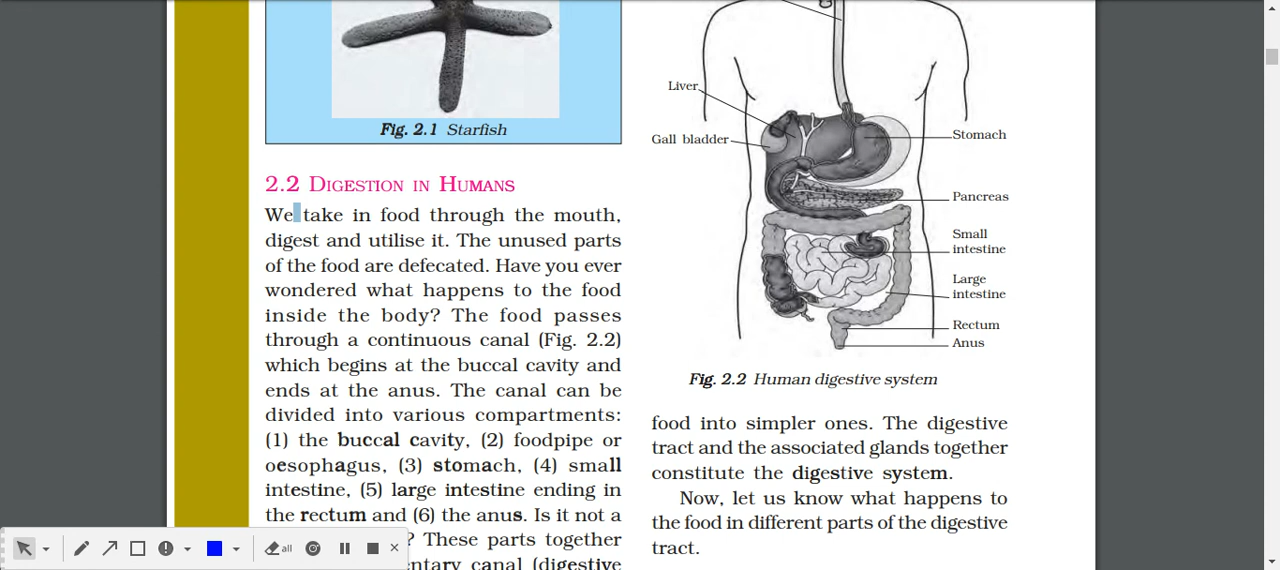 Fig. 2.1 Starfish
2.2 DIGESTION IN HUMANS
We take in food through the mouth,
digest and utilise it. The unused parts
of the food are defecated. Have you ever
wondered what happens to the food
inside the body? The food passes
through a continuous canal (Fig. 2.2)
which begins at the buccal cavity and
ends at the anus. The canal can be
divided into various compartments:
(1) the buccal cavity, (2) foodpipe or
oesophagus, (3) stomach, (4) small
intestine, (5) large intestine ending in
the rectum and (6) the anus. Is it not a
? These parts together
ntary canal (digestive
Liver
Gall bladder
Stomach
Pancreas
Small
intestine
Large
intestine
Rectum
Anus
Fig. 2.2 Human digestive system
food into simpler ones. The digestive
tract and the associated glands together
constitute the digestive system.
Now, let us know what happens to
the food in different parts of the digestive
tract.
all